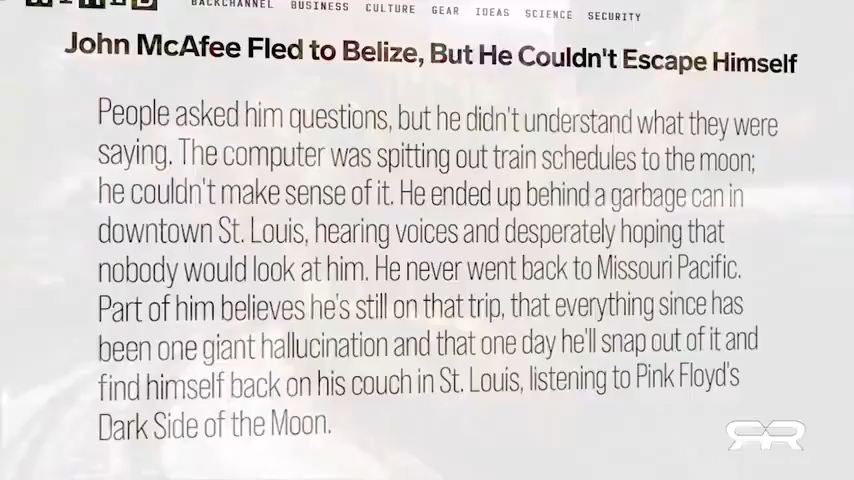 WIRED
BACKCHANNEL BUSINESS CULTURE GEAR IDEAS SCIENCE SECURITY
John McAfee Fled to Belize, But He Couldn't Escape Himself
People asked him questions, but he didn't understand what they were
saying. The computer was spitting out train schedules to the moon;
he couldn't make sense of it. He ended up behind a garbage can in
downtown St. Louis, hearing voices and desperately hoping that
nobody would look at him. He never went back to Missouri Pacific.
Part of him believes he's still on that trip, that everything since has
been one giant hallucination and that one day he'll snap out of it and
find himself back on his couch in St. Louis, listening to Pink Floyd's
Dark Side of the Moon.